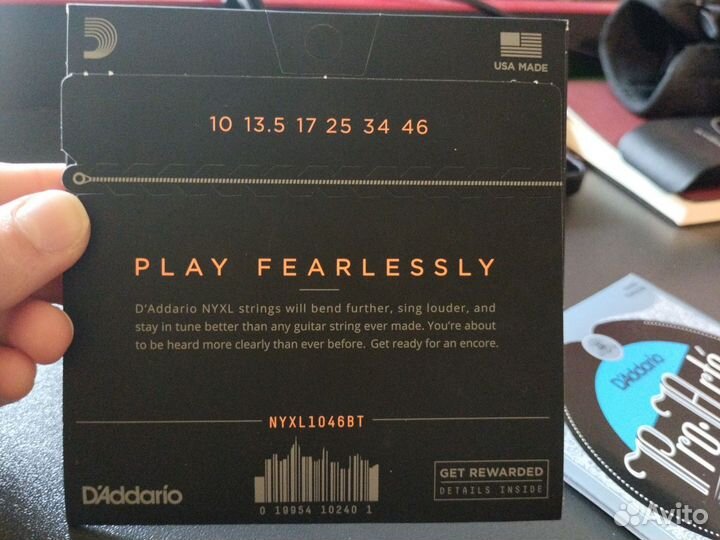 USA MADE
10 13.5 17 25 34 46
PLAY FEARLESSLY
D'Addario NYXL strings will bend further, sing louder, and
stay in tune better than any guitar string ever made. You're about
to be heard more clearly than ever before. Get ready for an encore.
NYXL1046BT
D'Addario
0 19954 10240 1
GET REWARDED
DETAILS INSIDE
D'Addario
Pro·Arté
Avito